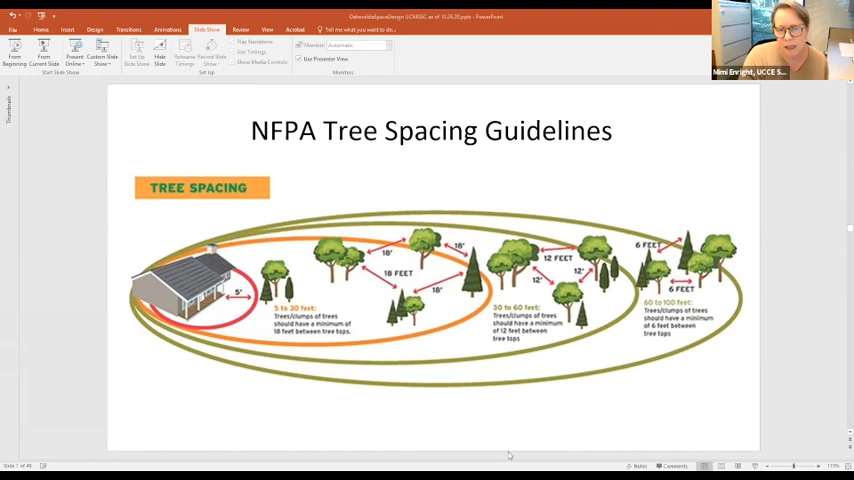 DefensibleSpaceDesign UCMGSC as of 10.26.20.pptx - PowerPoint
File Home Insert Design Transitions Animations Slide Show Review View Acrobat Tell me what you want to do...
From Beginning
From Current Slide
Present Online
Custom Slide Show
Set Up Slide Show
Hide Slide
Rehearse Timings
Record Slide Show
Play Narrations
Use Timings
Show Media Controls
Monitor: Automatic
Use Presenter View
Start Slide Show
Set Up
Monitors
Mimi Enright, UCCE S...
Thumbnails
NFPA Tree Spacing Guidelines
TREE SPACING
5'
18'
18'
18 FEET
18'
12 FEET
12'
12'
6 FEET
6 FEET
5 to 30 feet:
Trees/clumps of trees
should have a minimum of
18 feet between tree tops.
30 to 60 feet:
Trees/clumps of trees
should have a minimum
of 12 feet between
tree tops
60 to 100 feet:
Trees/clumps of trees
should have a minimum
of 6 feet between
tree tops
Slide 1 of 49
Notes
Comments